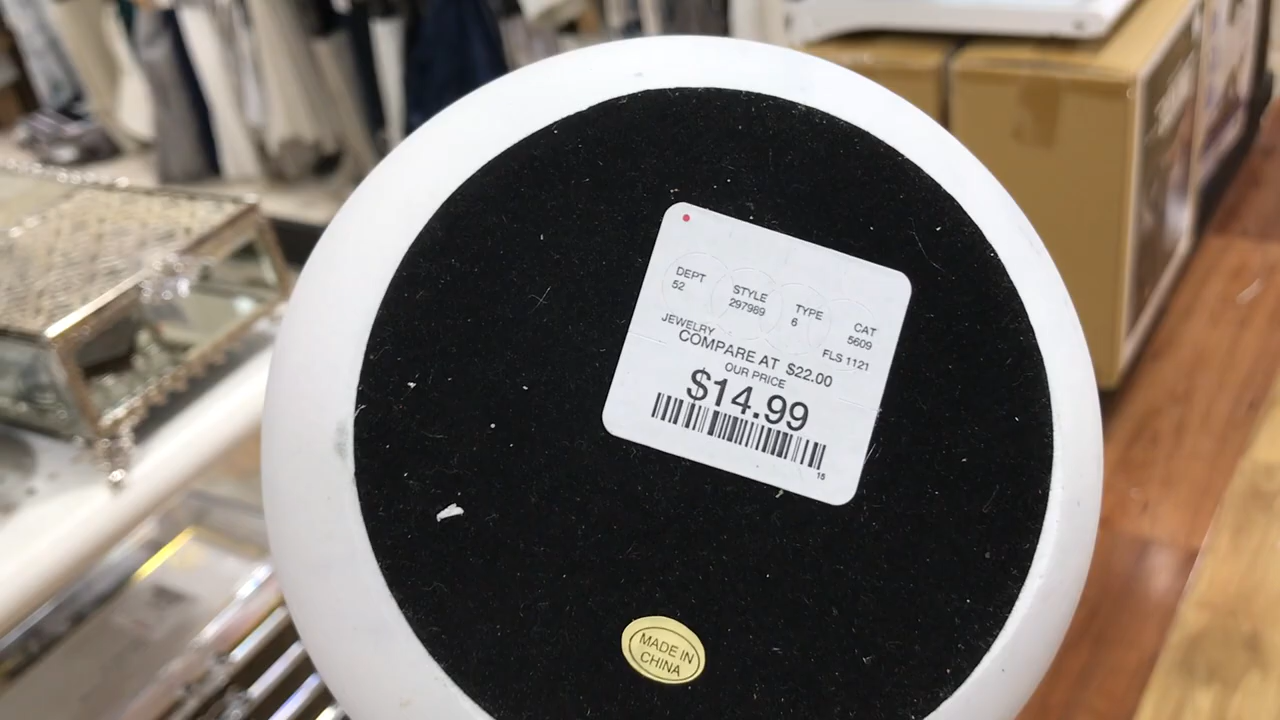 DEPT STYLE TYPE CAT
52 297989 6 5609
JEWELRY FLS 1121
COMPARE AT $22.00
OUR PRICE
$14.99
15
MADE IN
CHINA